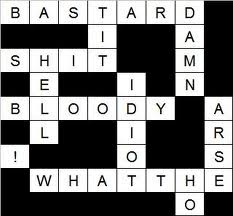 BASTARD
I A
SHIT M
E I N
BLOODY A
L I R
! O S
WHATTHE
O